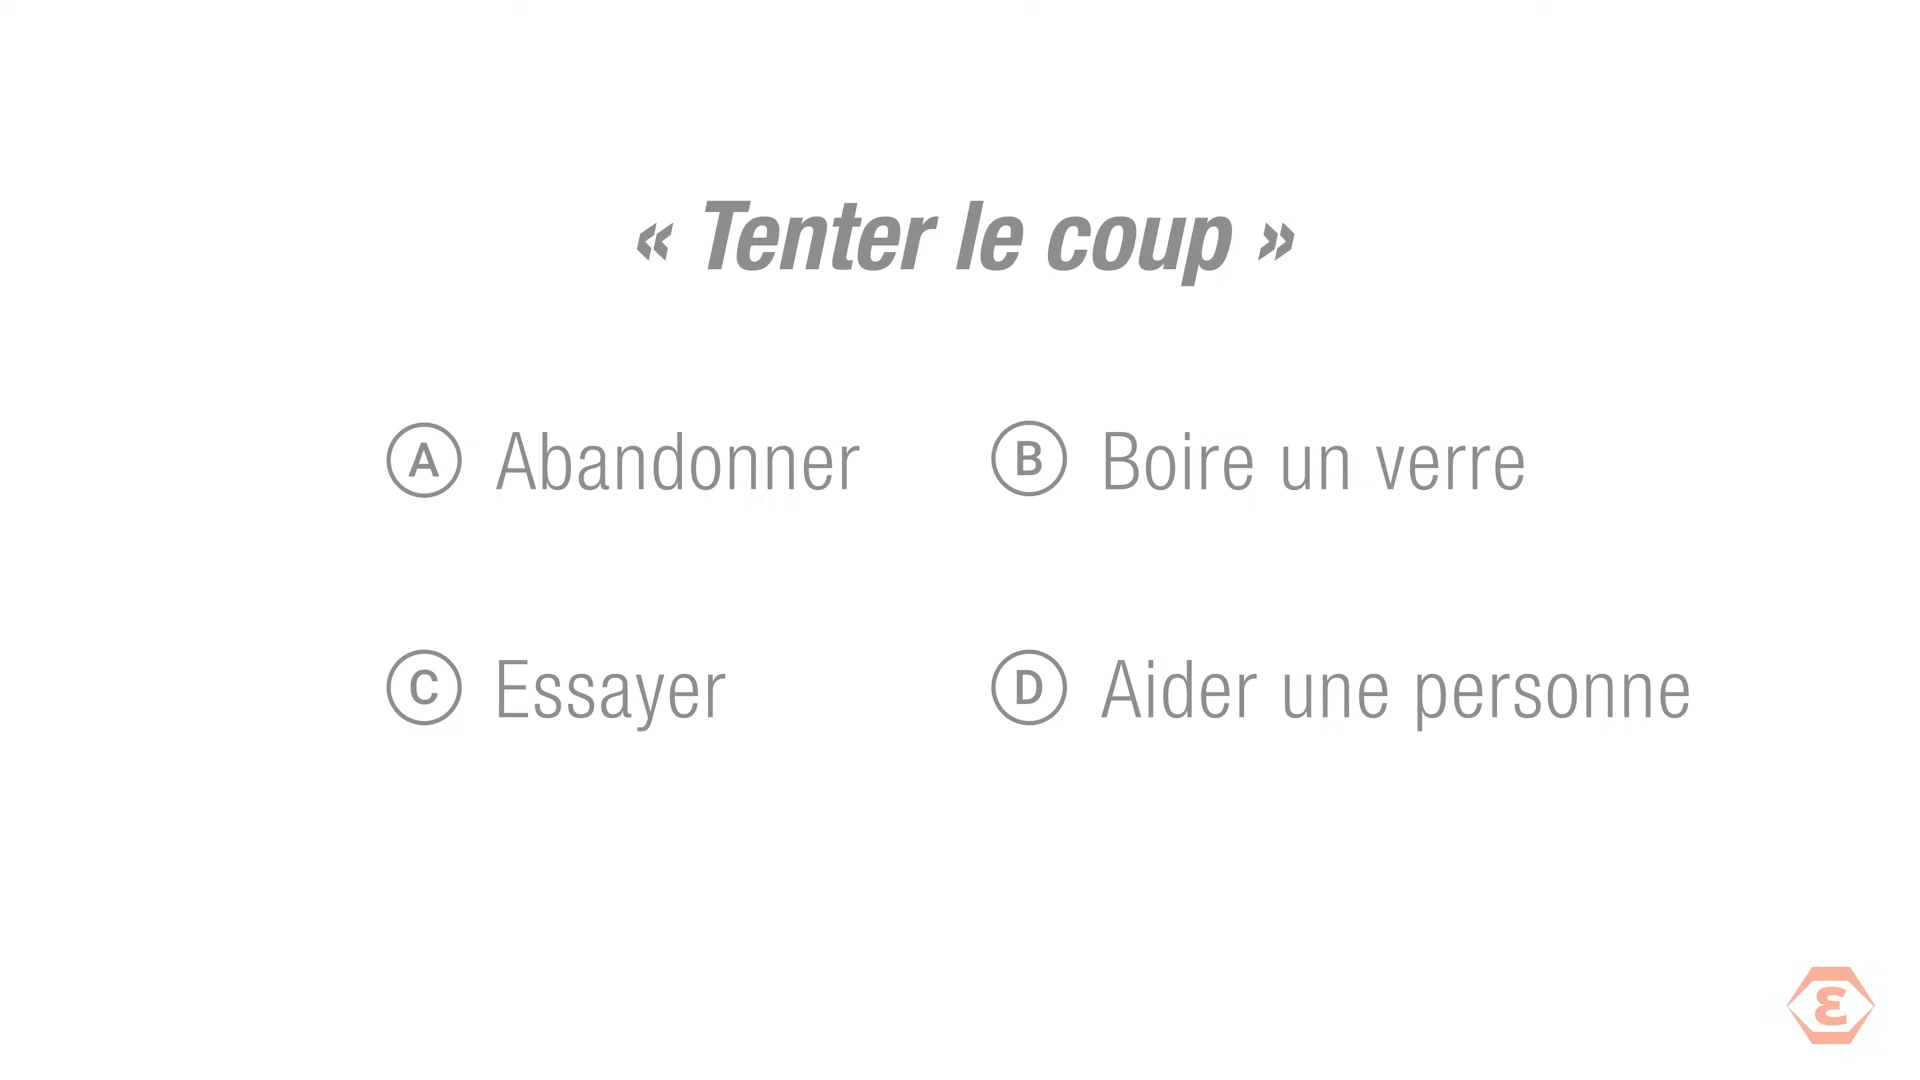 « Tenter le coup »
A Abandonner
B Boire un verre
C Essayer
D Aider une personne
ε